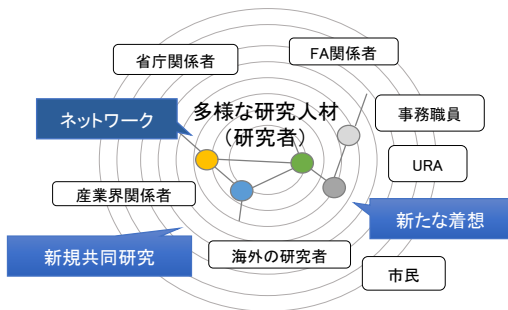 省庁関係者
FA関係者
ネットワーク
多様な研究人材
（研究者）
事務職員
URA
産業界関係者
新たな着想
新規共同研究
海外の研究者
市民